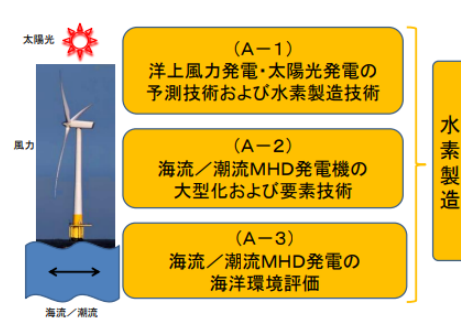 太陽光
風力
海流／潮流
（A－1）
洋上風力発電・太陽光発電の
予測技術および水素製造技術
（A－2）
海流／潮流MHD発電機の
大型化および要素技術
（A－3）
海流／潮流MHD発電の
海洋環境評価
水素製造